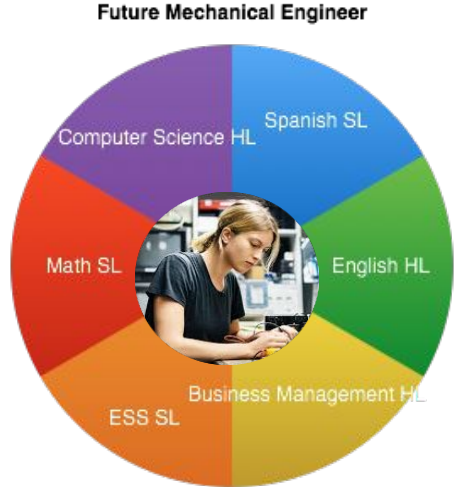 Future Mechanical Engineer
Spanish SL
Computer Science HL
Math SL
English HL
Business Management HL
ESS SL